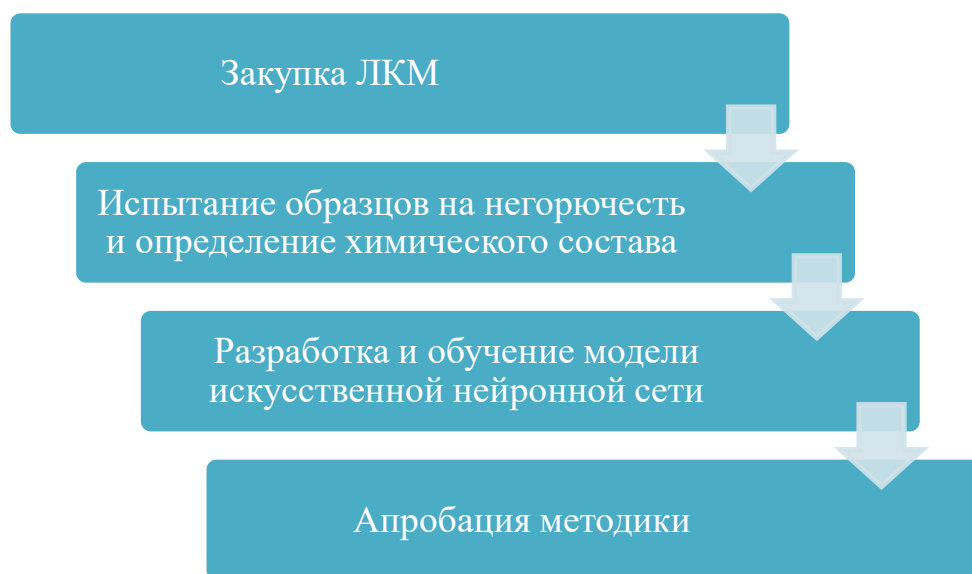 Закупка ЛКМ
Испытание образцов на негорючесть
и определение химического состава
Разработка и обучение модели
искусственной нейронной сети
Апробация методики